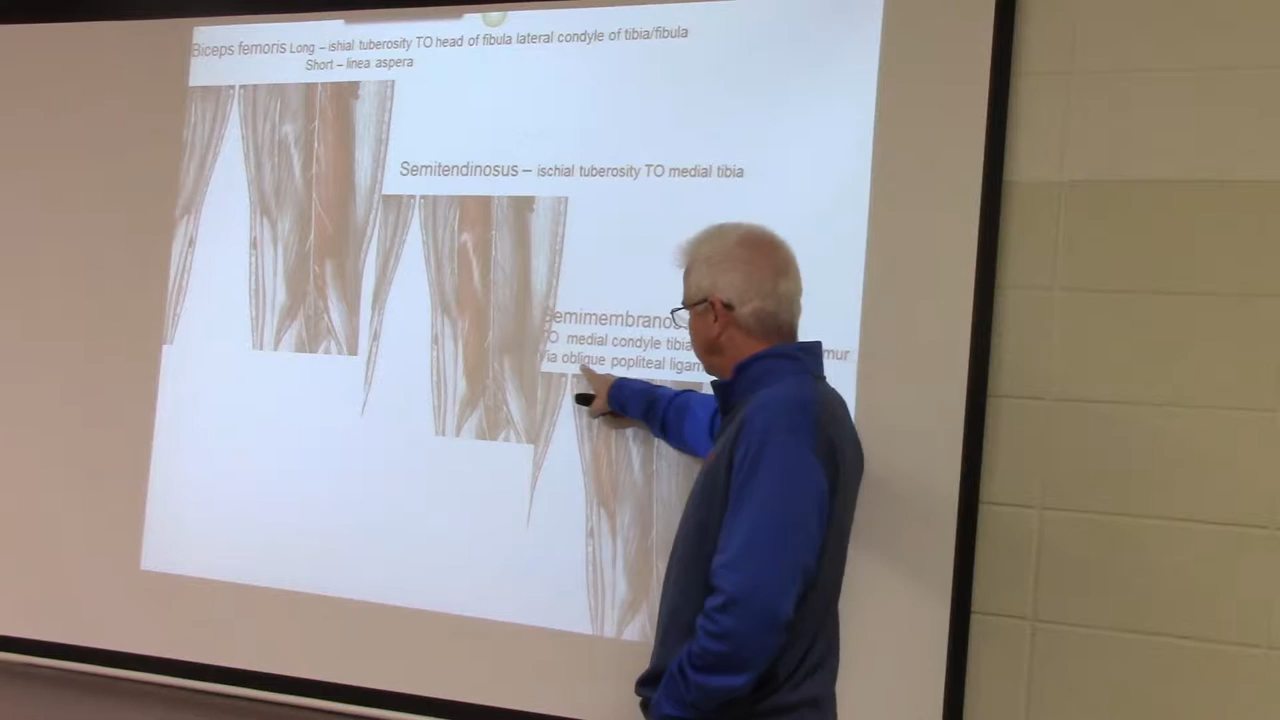 Biceps femoris Long – ishial tuberosity TO head of fibula lateral condyle of tibia/fibula
Short – linea aspera
Semitendinosus – ischial tuberosity TO medial tibia
TO medial condyle tibia
via oblique popliteal